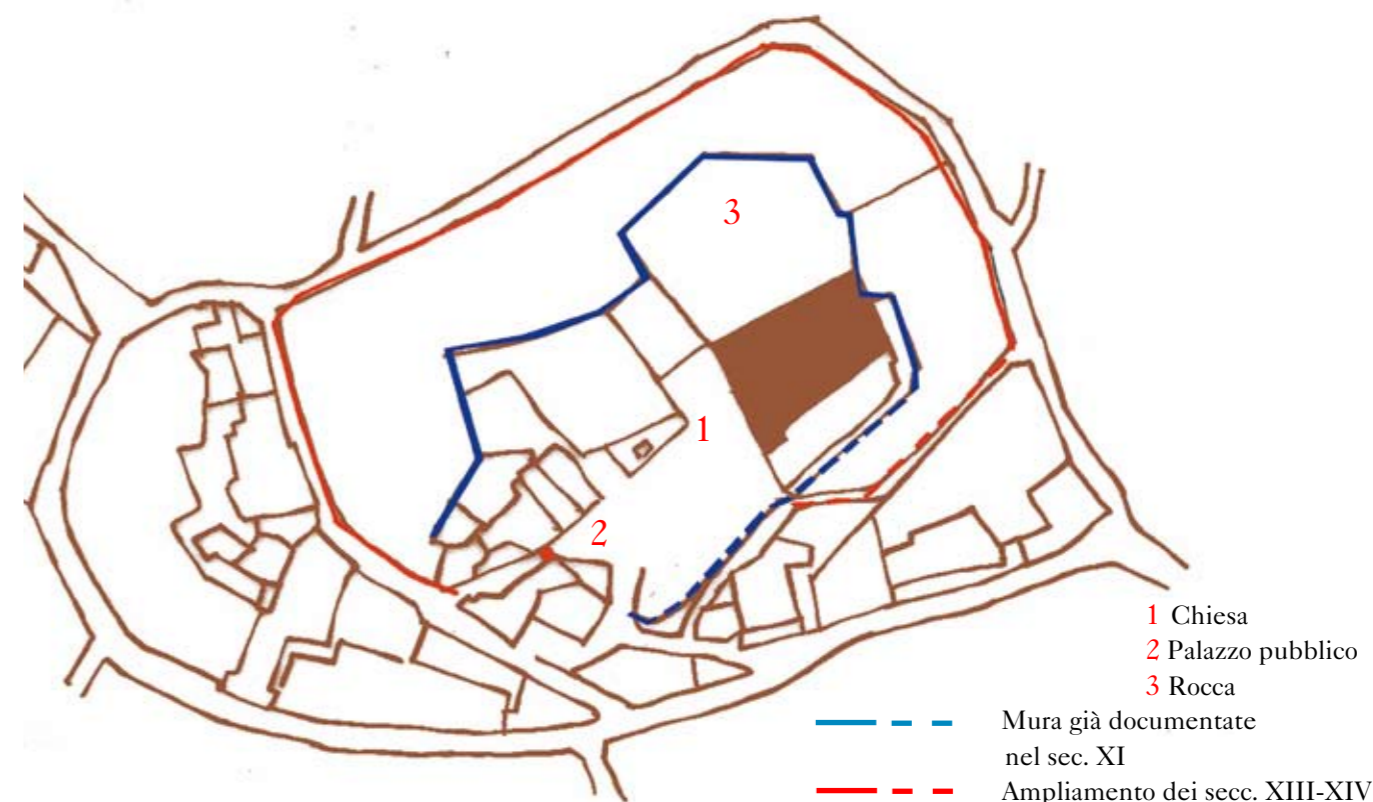 3
1
2
1 Chiesa
2 Palazzo pubblico
3 Rocca
Mura già documentate
nel sec. XI
Ampliamento dei secc. XIII-XIV